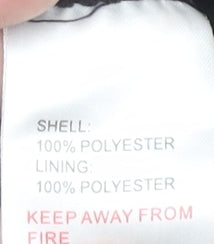 SHELL:
100% POLYESTER
LINING:
100% POLYESTER
KEEP AWAY FROM
FIRE